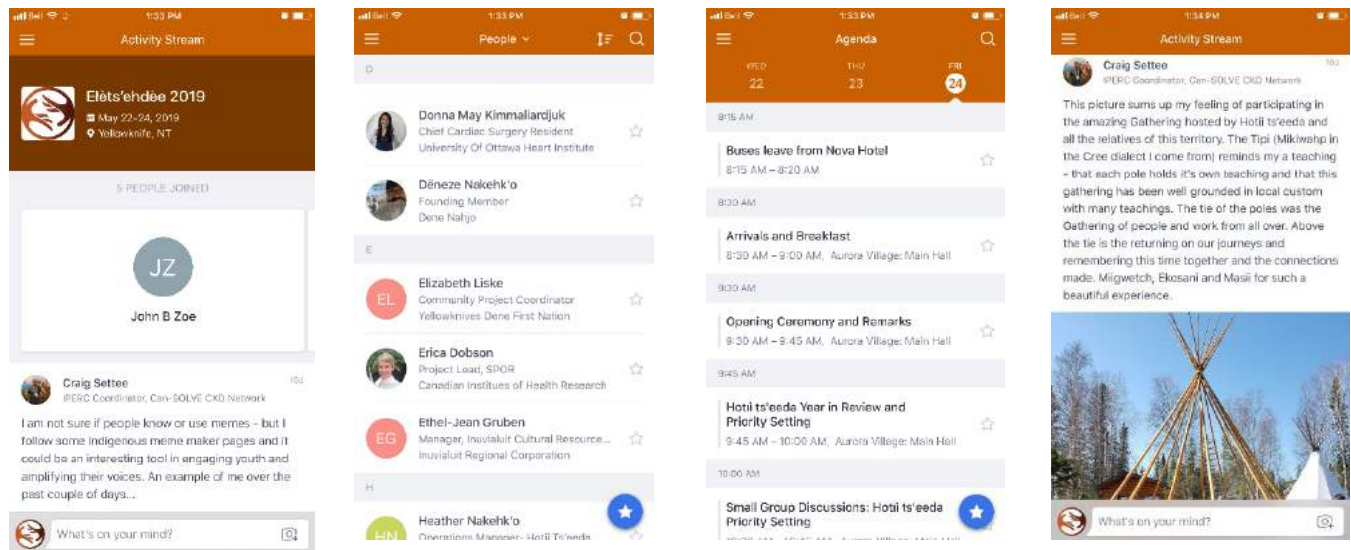 Bell 1:33 PM
Activity Stream
Elèts'ehdèe 2019
May 22-24, 2019
Yellowknife, NT
5 PEOPLE JOINED
JZ
John B Zoe
Craig Settee
IPERC Coordinator, Can-SOLVE CKD Network
I am not sure if people know or use memes - but I
follow some Indigenous meme maker pages and it
could be an interesting tool in engaging youth and
amplifying their voices. An example of me over the
past couple of days...
What's on your mind?
Bell 1:33 PM
People
D
Donna May Kimmaliardjuk
Chief Cardiac Surgery Resident
University Of Ottawa Heart Institute
Dëneze Nakehk'o
Founding Member
Dene Nahjo
E
EL
Elizabeth Liske
Community Project Coordinator
Yellowknives Dene First Nation
Erica Dobson
Project Lead, SPOR
Canadian Institues of Health Research
EG
Ethel-Jean Gruben
Manager, Inuvialuit Cultural Resource...
Inuvialuit Regional Corporation
H
HN
Heather Nakehk'o
Operations Manager- Hotıì Ts'eeda
Bell 1:33 PM
Agenda
WED THU FRI
22 23 24
8:15 AM
Buses leave from Nova Hotel
8:15 AM – 8:20 AM
8:30 AM
Arrivals and Breakfast
8:30 AM – 9:00 AM, Aurora Village: Main Hall
9:30 AM
Opening Ceremony and Remarks
9:30 AM – 9:45 AM, Aurora Village: Main Hall
9:45 AM
Hotıì ts'eeda Year in Review and
Priority Setting
9:45 AM – 10:00 AM, Aurora Village: Main Hall
10:00 AM
Small Group Discussions: Hotıì ts'eeda
Priority Setting
Bell 1:34 PM
Activity Stream
Craig Settee
IPERC Coordinator, Can-SOLVE CKD Network
This picture sums up my feeling of participating in
the amazing Gathering hosted by Hotıì ts'eeda and
all the relatives of this territory. The Tipi (Mikiwahp in
the Cree dialect I come from) reminds my a teaching
- that each pole holds it's own teaching and that this
gathering has been well grounded in local custom
with many teachings. The tie of the poles was the
Gathering of people and work from all over. Above
the tie is the returning on our journeys and
remembering this time together and the connections
made. Miigwetch, Ekosani and Masii for such a
beautiful experience.
What's on your mind?